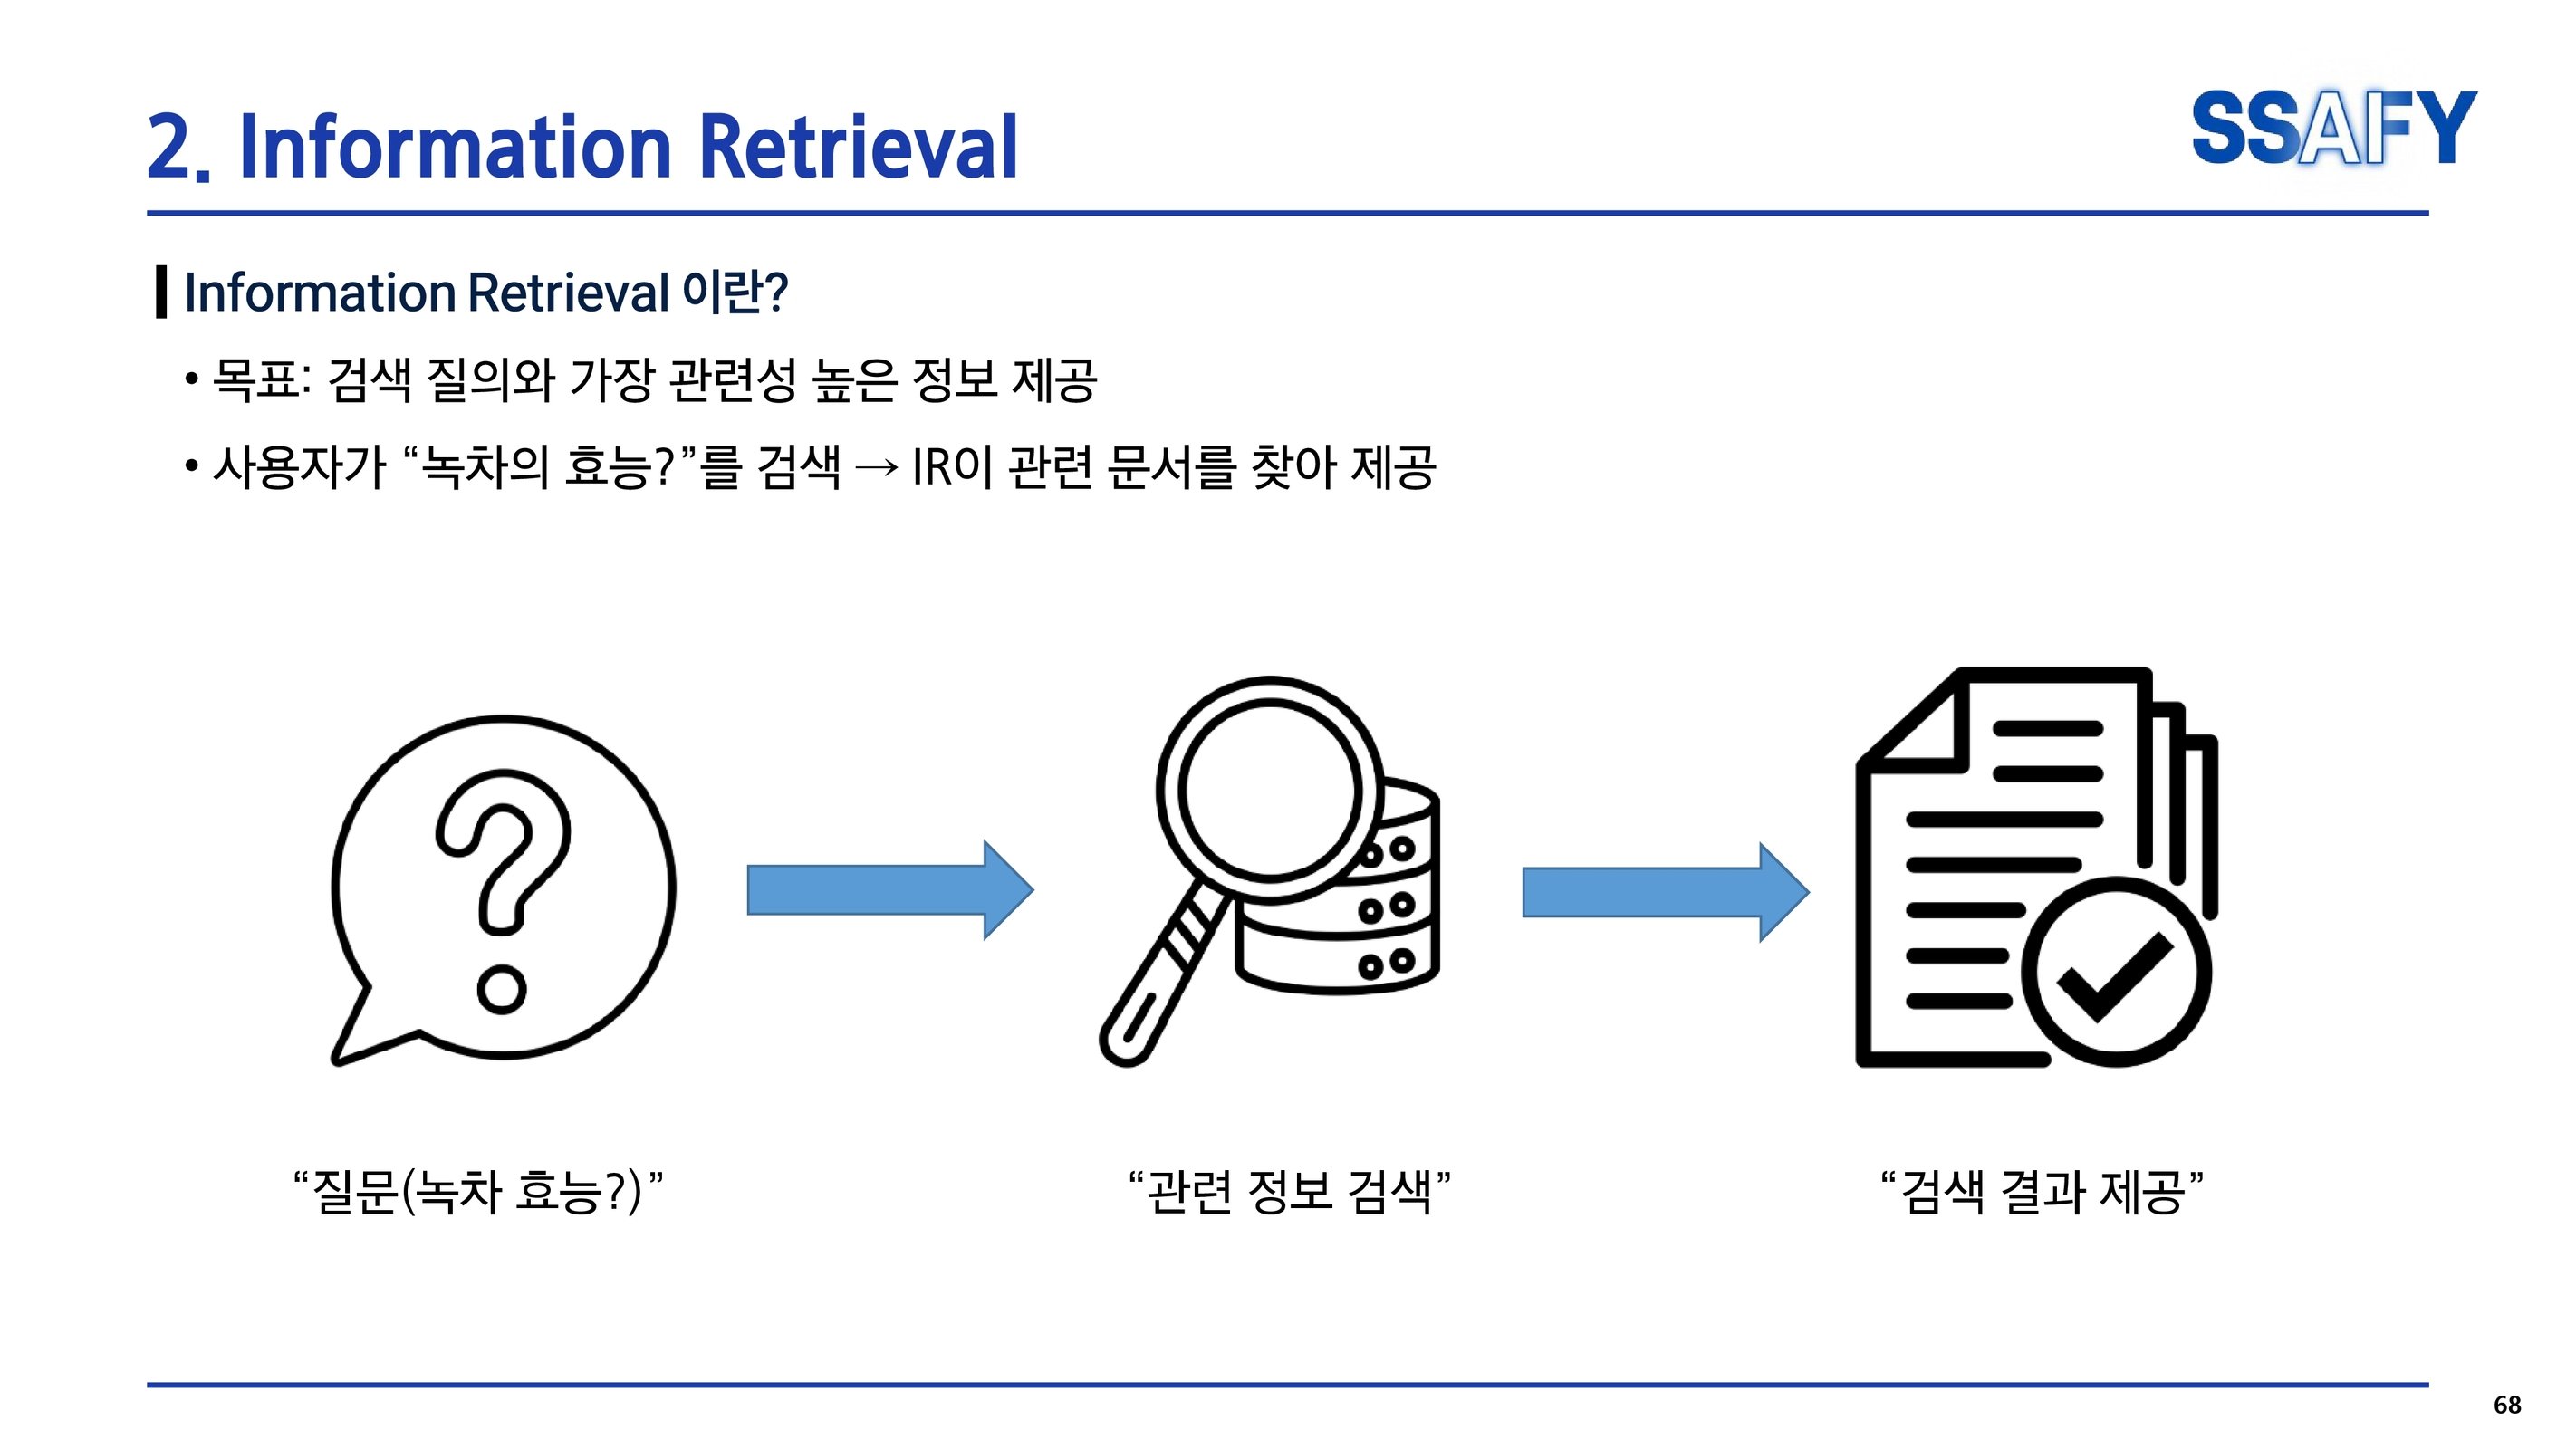 2. Information Retrieval
SSAFY
Information Retrieval 이란?
• 목표: 검색 질의와 가장 관련성 높은 정보 제공
• 사용자가 “녹차의 효능?”를 검색 → IR이 관련 문서를 찾아 제공
“질문(녹차 효능?)”
“관련 정보 검색”
“검색 결과 제공”
68